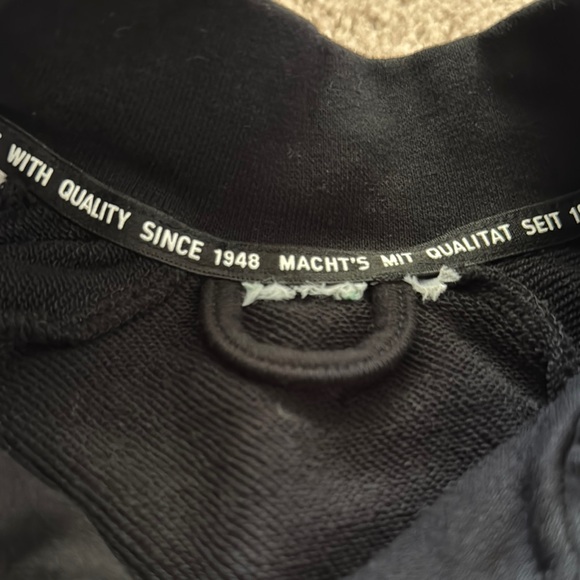 WITH QUALITY SINCE 1948 MACHT'S MIT QUALITAT SEIT